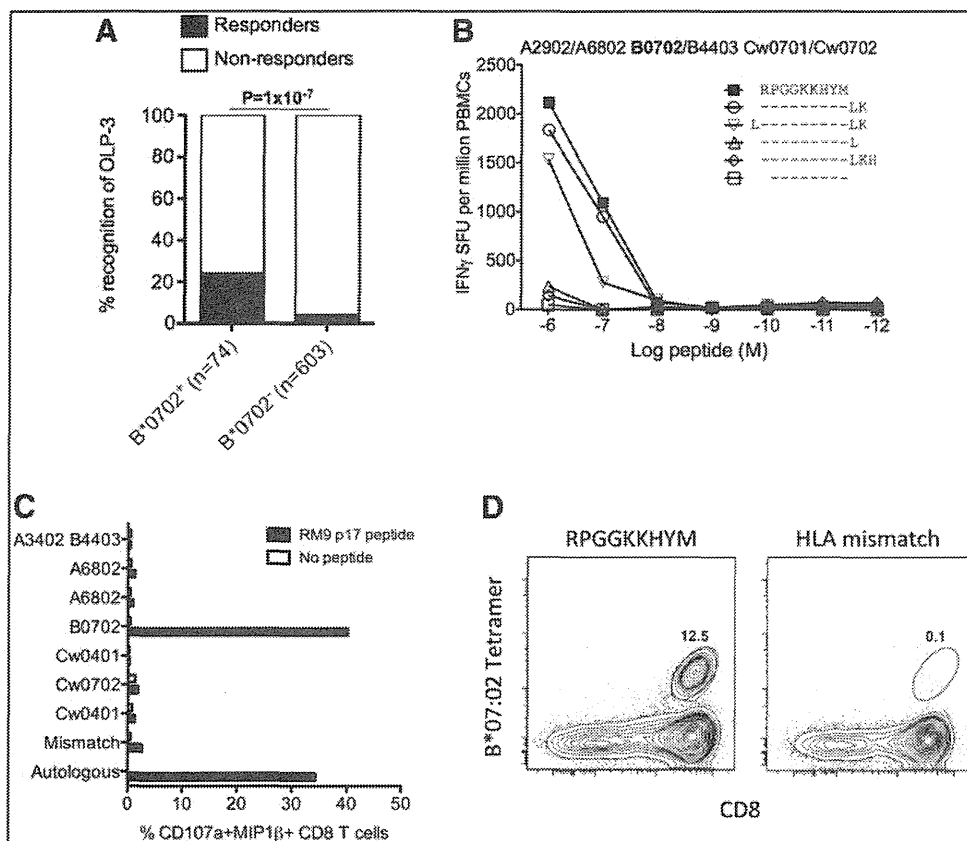 A
Responders
Non-responders
P=1x10⁻⁷
% recognition of OLP-3
100
80
60
40
20
0
B*0702⁺ (n=74)
B*0702⁻ (n=603)
B
A2902/A6802 B0702/B4403 Cw0701/Cw0702
IFNγ SFU per million PBMCs
2500
2000
1500
1000
500
0
RPGGKKHYM
---------LK
L---------LK
---------L
---------LKH
--------
-6 -7 -8 -9 -10 -11 -12
Log peptide (M)
C
RM9 p17 peptide
No peptide
A3402 B4403
A6802
A6802
B0702
Cw0401
Cw0702
Cw0401
Mismatch
Autologous
0 10 20 30 40 50
% CD107a+MIP1β+ CD8 T cells
D
RPGGKKHYM
HLA mismatch
B*07:02 Tetramer
12.5
0.1
CD8